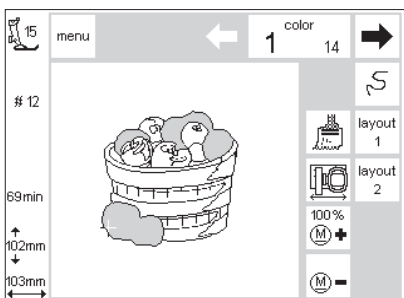 15
menu
color
1 14
# 12
layout
1
layout
2
69min
100%
M +
102mm
M -
103mm